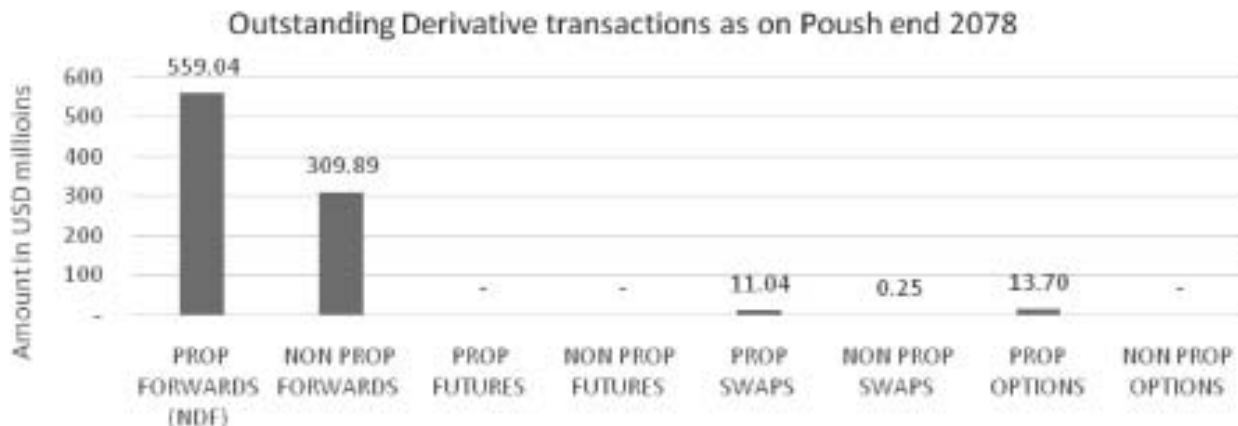 Outstanding Derivative transactions as on Poush end 2078
Amount in USD millioins
600
500
400
300
200
100
-
559.04
309.89
-
-
11.04
0.25
13.70
-
PROP FORWARDS (NDF)
NON PROP FORWARDS
PROP FUTURES
NON PROP FUTURES
PROP SWAPS
NON PROP SWAPS
PROP OPTIONS
NON PROP OPTIONS